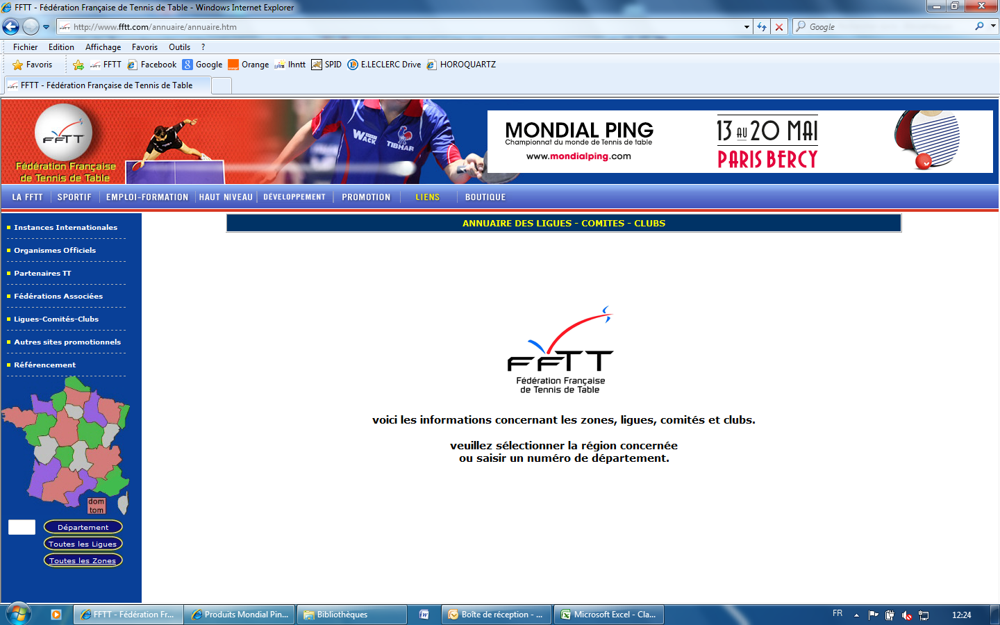 FFTT - Fédération Française de Tennis de Table - Windows Internet Explorer
http://www.fftt.com/annuaire/annuaire.htm
Google
Fichier Edition Affichage Favoris Outils ?
Favoris FFTT Facebook Google Orange lhntt SPID E.LECLERC Drive HOROQUARTZ
FFTT - Fédération Française de Tennis de Table
FFTT
Fédération Française
de Tennis de Table
WACK
TIBHAR
MONDIAL PING
Championnat du monde de Tennis de table
www.mondialping.com
13 AU 20 MAI
PARIS BERCY
LA FFTT SPORTIF EMPLOI-FORMATION HAUT NIVEAU DÉVELOPPEMENT PROMOTION LIENS BOUTIQUE
Instances Internationales
Organismes Officiels
Partenaires TT
Fédérations Associées
Ligues-Comités-Clubs
Autres sites promotionnels
Référencement
dom
tom
Département
Toutes les Ligues
Toutes les Zones
ANNUAIRE DES LIGUES - COMITES - CLUBS
FFTT
Fédération Française
de Tennis de Table
voici les informations concernant les zones, ligues, comités et clubs.
veuillez sélectionner la région concernée
ou saisir un numéro de département.
FFTT - Fédération Fr... Produits Mondial Pin... Bibliothèques Boîte de réception - ... Microsoft Excel - Cla... FR 12:24